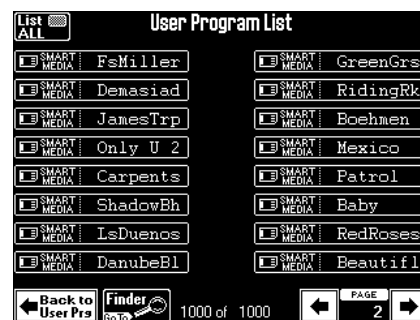 List
ALL
User Program List
SMART MEDIA FsMiller
SMART MEDIA GreenGrs
SMART MEDIA Demasiad
SMART MEDIA RidingRk
SMART MEDIA JamesTrp
SMART MEDIA Boehmen
SMART MEDIA Only U 2
SMART MEDIA Mexico
SMART MEDIA Carpents
SMART MEDIA Patrol
SMART MEDIA ShadowBh
SMART MEDIA Baby
SMART MEDIA LsDuenos
SMART MEDIA RedRoses
SMART MEDIA DanubeBl
SMART MEDIA Beautifl
Back to
User Prg
Finder
Go To
1000 of 1000
PAGE
2